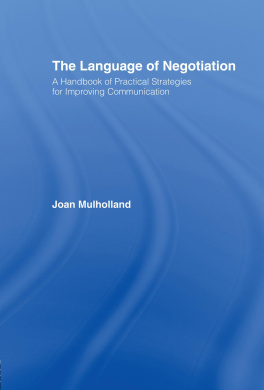 The Language of Negotiation
A Handbook of Practical Strategies
for Improving Communication
Joan Mulholland